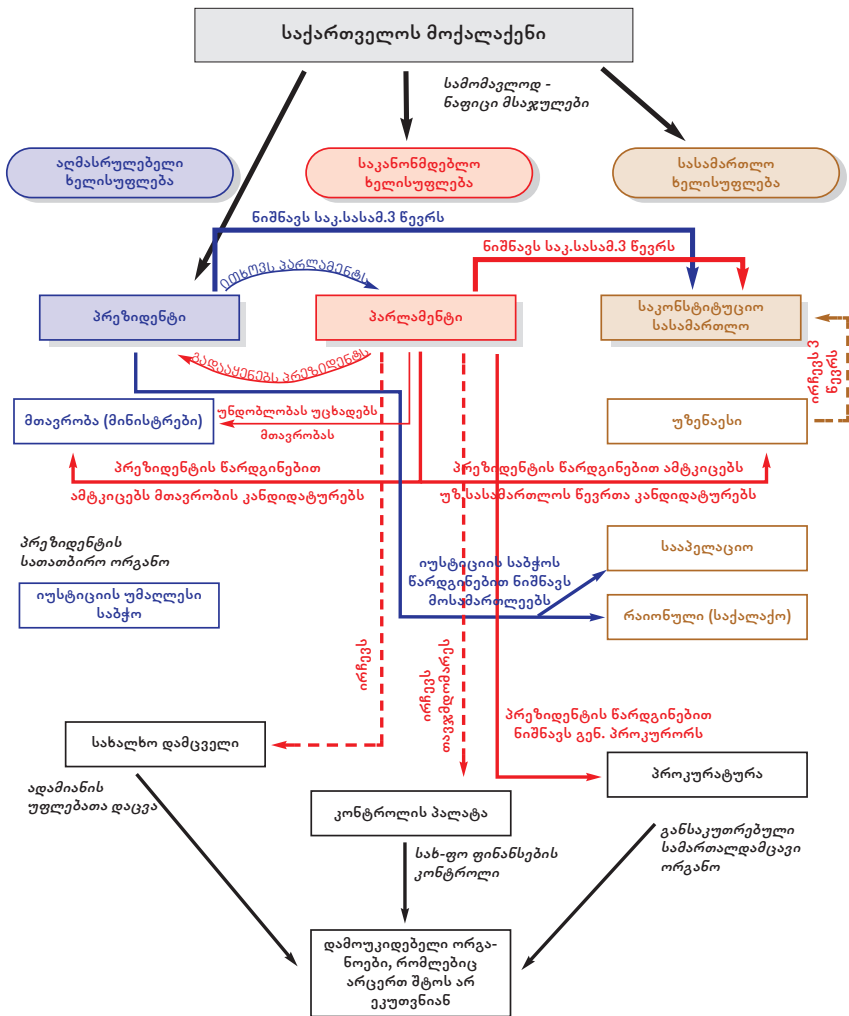 საქართველოს მოქალაქენი
სამომავლოდ -
ნაფიცი მსაჯულები
აღმასრულებელი
ხელისუფლება
საკანონმდებლო
ხელისუფლება
სასამართლო
ხელისუფლება
ნიშნავს საკ.სასამ.3 წევრს
ნიშნავს საკ.სასამ.3 წევრს
ითხოვს პარლამენტს
პრეზიდენტი
პარლამენტი
საკონსტიტუციო
სასამართლო
გადააყენებს პრეზიდენტს
ირჩევს 3
წევრს
მთავრობა (მინისტრები)
უნდობლობას უცხადებს
მთავრობას
უზენაესი
პრეზიდენტის წარდგინებით
ამტკიცებს მთავრობის კანდიდატურებს
პრეზიდენტის წარდგინებით ამტკიცებს
უზ.სასამართლოს წევრთა კანდიდატურებს
პრეზიდენტის
სათათბირო ორგანო
იუსტიციის უმაღლესი
საბჭო
იუსტიციის საბჭოს
წარდგინებით ნიშნავს
მოსამართლეებს
სააპელაციო
რაიონული (საქალაქო)
ირჩევს
ირჩევს
თავჯმდომარეს
პრეზიდენტის წარდგინებით
ნიშნავს გენ. პროკურორს
სახალხო დამცველი
პროკურატურა
ადამიანის
უფლებათა დაცვა
კონტროლის პალატა
განსაკუთრებული
სამართალდამცავი
ორგანო
სახ-ფო ფინანსების
კონტროლი
დამოუკიდებელი ორგა-
ნოები, რომლებიც
არცერთ შტოს არ
ეკუთვნიან